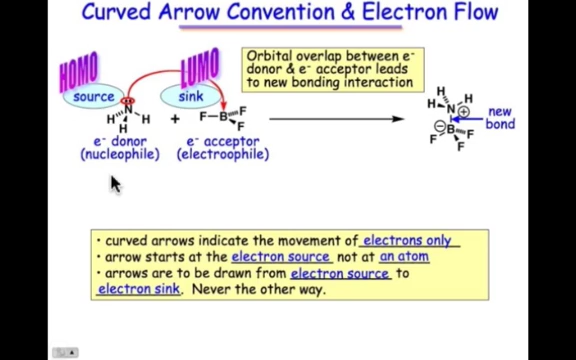 Curved Arrow Convention & Electron Flow
HOMO
LUMO
source
sink
Orbital overlap between e⁻
donor & e⁻ acceptor leads
to new bonding interaction
H N H
H
+
F B F
F
e⁻ donor
(nucleophile)
e⁻ acceptor
(electroophile)
H
H N H
⊕
⊖
B F
F F
new
bond
• curved arrows indicate the movement of electrons only
• arrow starts at the electron source not at an atom
• arrows are to be drawn from electron source to
electron sink. Never the other way.